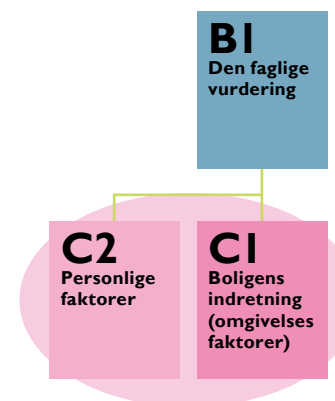 B1
Den faglige
vurdering
C2
Personlige
faktorer
C1
Boligens
indretning
(omgivelses
faktorer)